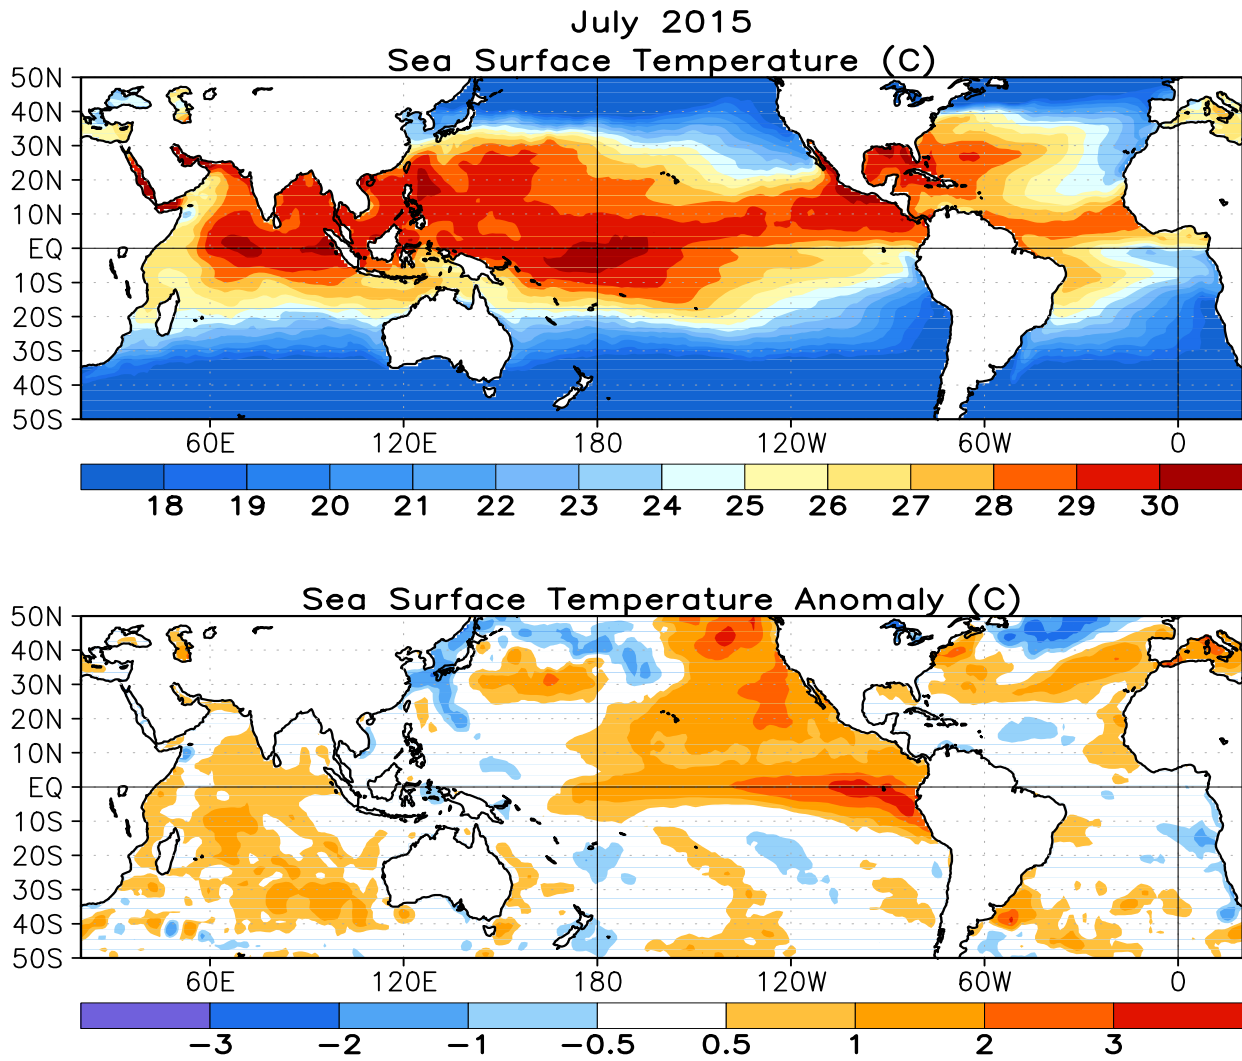 July 2015
Sea Surface Temperature (C)
50N
40N
30N
20N
10N
EQ
10S
20S
30S
40S
50S
60E 120E 180 120W 60W 0
18 19 20 21 22 23 24 25 26 27 28 29 30
Sea Surface Temperature Anomaly (C)
50N
40N
30N
20N
10N
EQ
10S
20S
30S
40S
50S
60E 120E 180 120W 60W 0
−3 −2 −1 −0.5 0.5 1 2 3